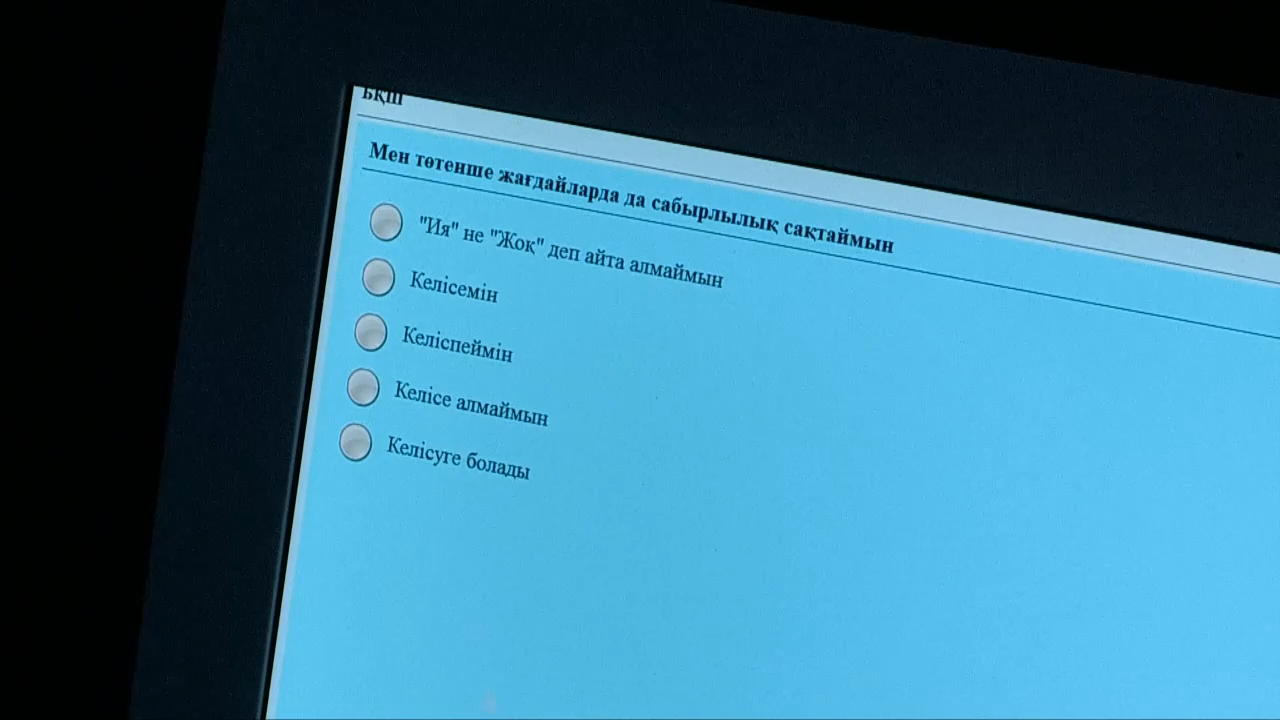 БҚШ
Мен төтенше жағдайларда да сабырлылық сақтаймын
"Ия" не "Жоқ" деп айта алмаймын
Келісемін
Келіспеймін
Келісе алмаймын
Келісуге болады